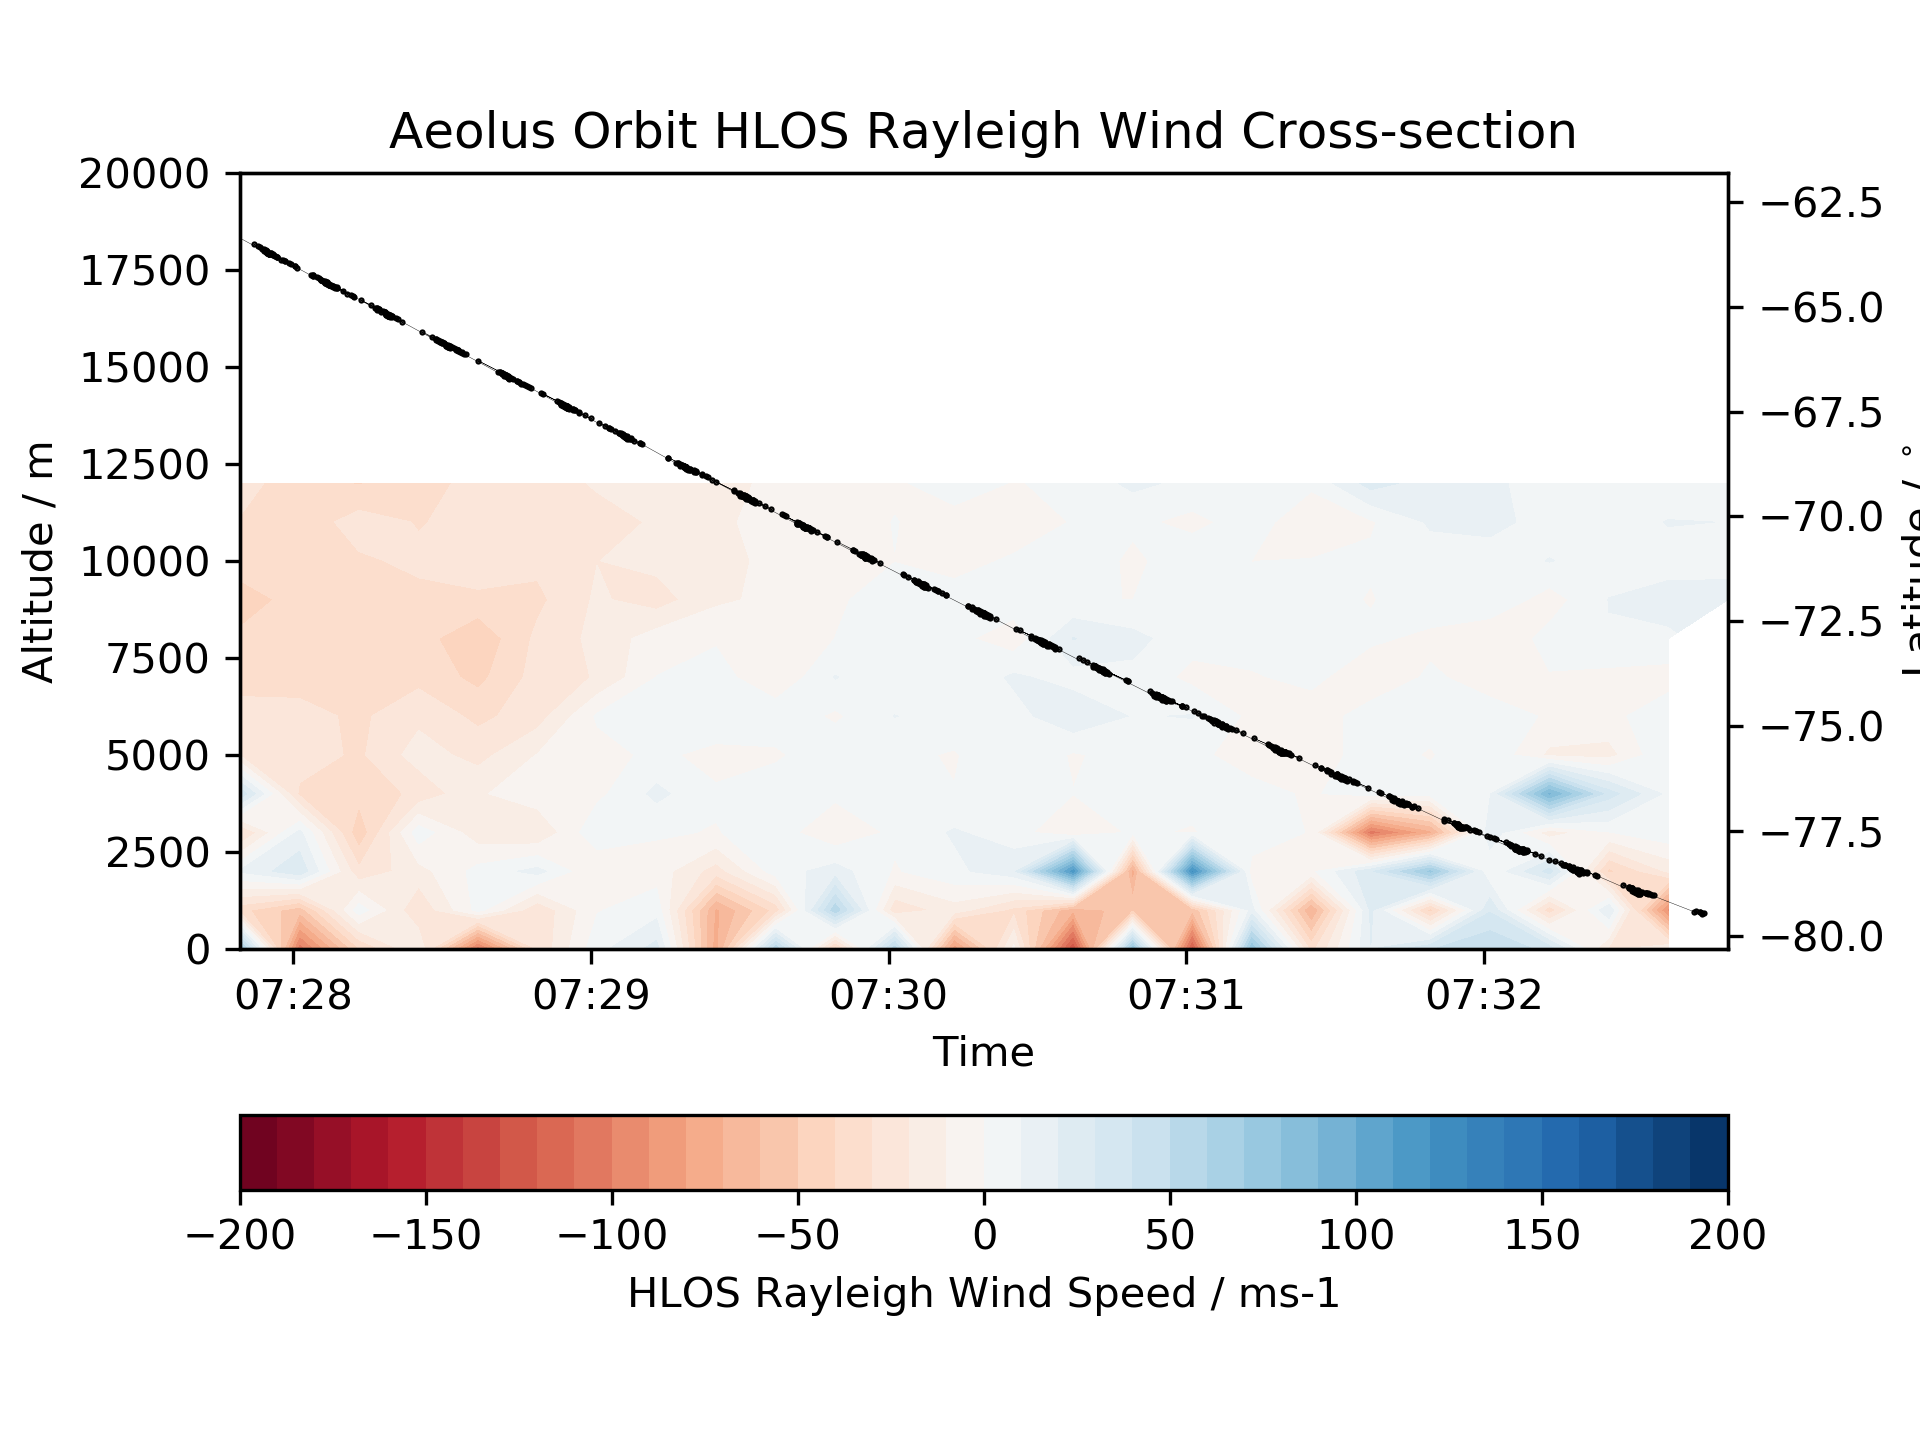 Aeolus Orbit HLOS Rayleigh Wind Cross-section
20000
17500
15000
12500
10000
7500
5000
2500
0
Altitude / m
−62.5
−65.0
−67.5
−70.0
−72.5
−75.0
−77.5
−80.0
Latitude / °
07:28 07:29 07:30 07:31 07:32
Time
−200 −150 −100 −50 0 50 100 150 200
HLOS Rayleigh Wind Speed / ms-1